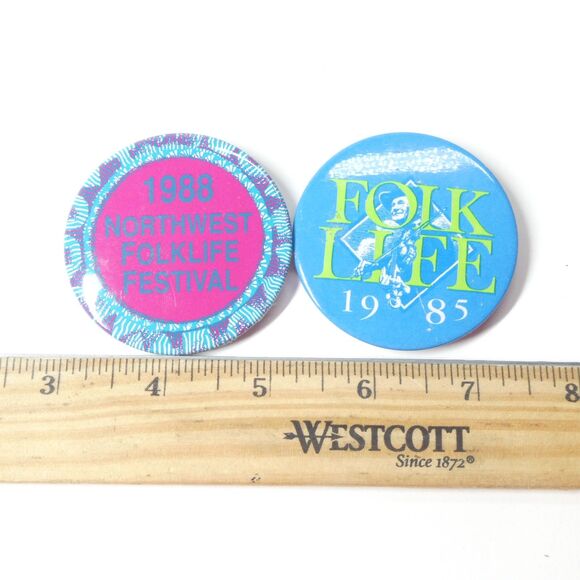 1988
NORTHWEST
FOLKLIFE
FESTIVAL
FOLK
LIFE
1985
3 4 5 6 7 8
WESTCOTT
Since 1872®